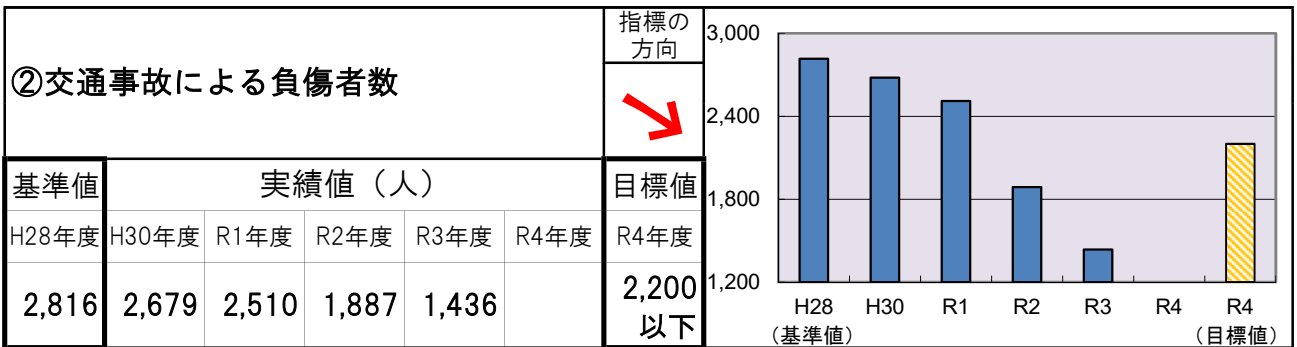 ②交通事故による負傷者数
指標の
方向
基準値 実績値（人） 目標値
H28年度 H30年度 R1年度 R2年度 R3年度 R4年度 R4年度
2,816 2,679 2,510 1,887 1,436 2,200
以下
3,000
2,400
1,800
1,200
H28 H30 R1 R2 R3 R4 R4
（基準値） （目標値）